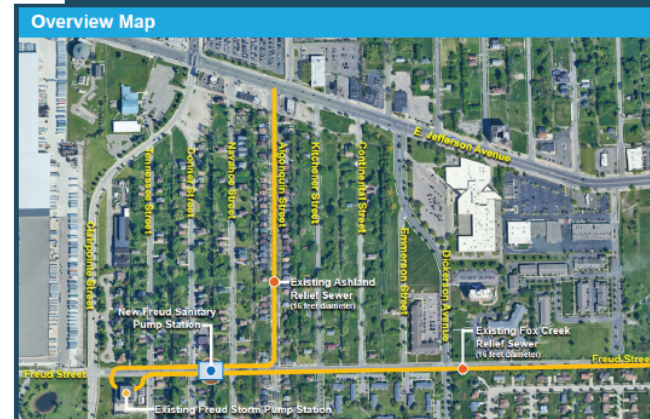 Overview Map
E. Jefferson Avenue
Tennessee Street
Conner Street
Navahoe Street
Algonquin Street
Kitchener Street
Continental Street
Clairpointe Street
Emmerson Street
Dickerson Avenue
Existing Ashland
Relief Sewer
(16 feet diameter)
New Freud Sanitary
Pump Station
Existing Fox Creek
Relief Sewer
(16 feet diameter)
Freud Street
Freud Stree
Existing Freud Storm Pump Station